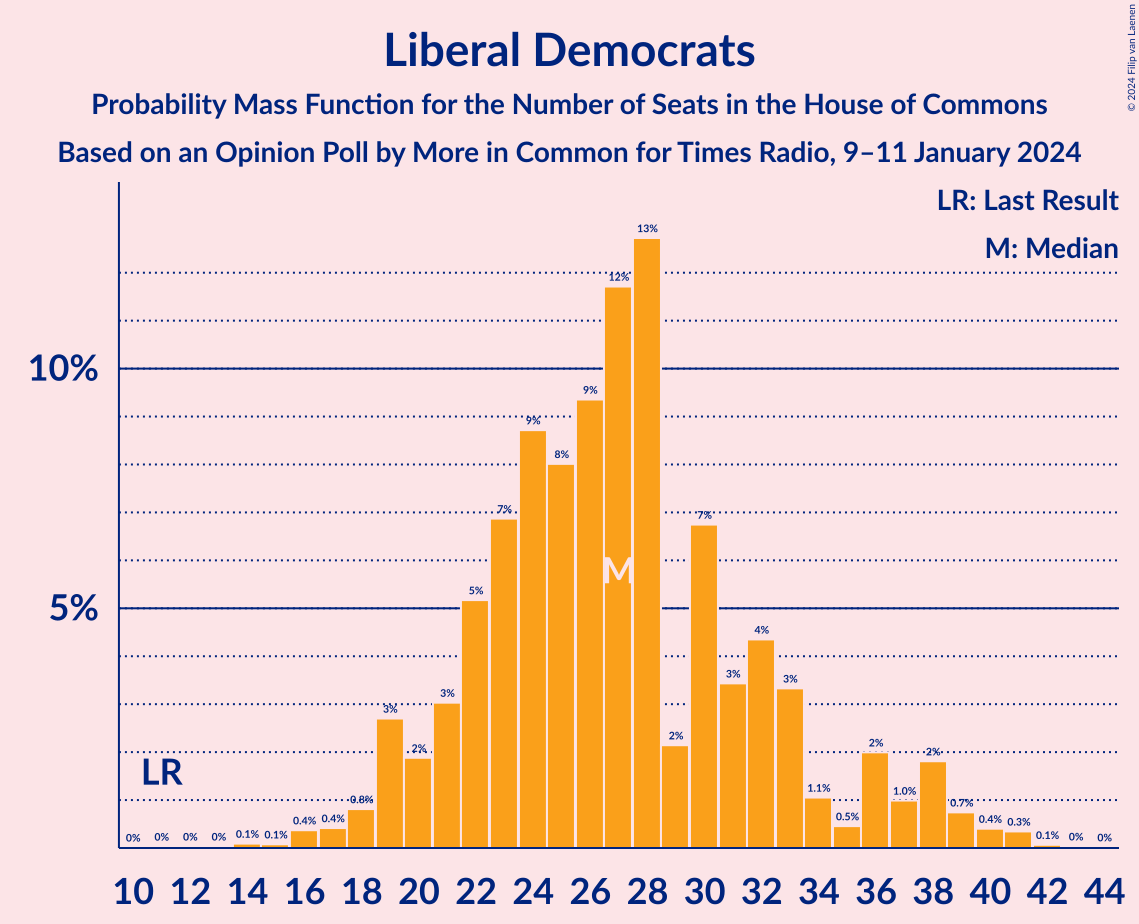 © 2024 Filip van Laenen
Liberal Democrats
Probability Mass Function for the Number of Seats in the House of Commons
Based on an Opinion Poll by More in Common for Times Radio, 9–11 January 2024
LR: Last Result
M: Median
10%
5%
LR
M
0% 0% 0% 0% 0.1% 0.1% 0.4% 0.4% 0.8% 3% 2% 3% 5% 7% 9% 8% 9% 12% 13% 2% 7% 3% 4% 3% 1.1% 0.5% 2% 1.0% 2% 0.7% 0.4% 0.3% 0.1% 0% 0%
10 12 14 16 18 20 22 24 26 28 30 32 34 36 38 40 42 44